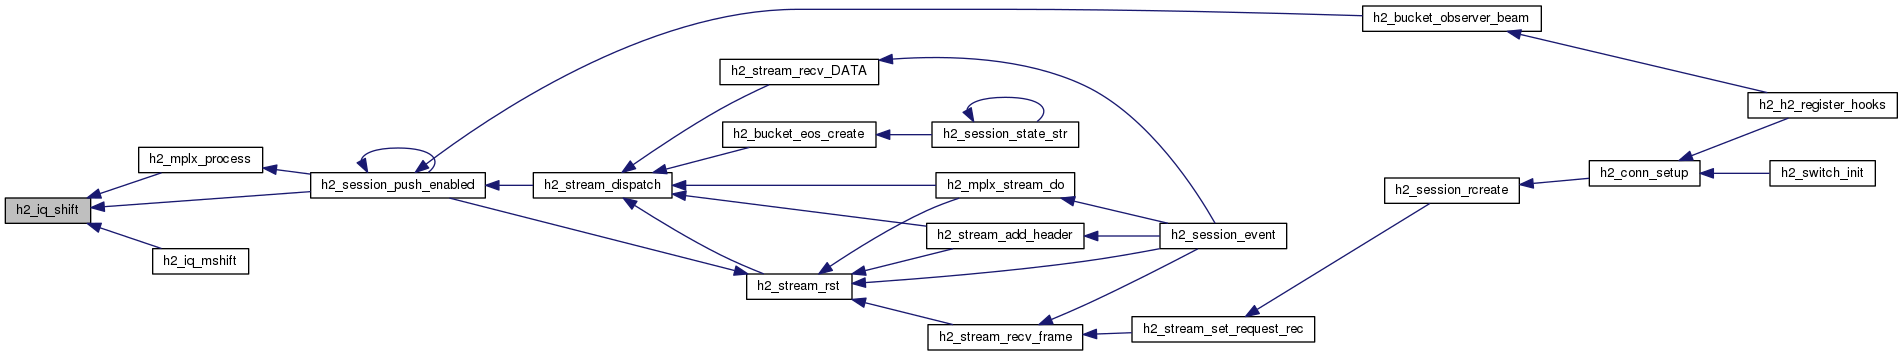 h2_iq_shift
h2_mplx_process
h2_iq_mshift
h2_session_push_enabled
h2_stream_dispatch
h2_stream_recv_DATA
h2_bucket_eos_create
h2_stream_rst
h2_session_state_str
h2_mplx_stream_do
h2_stream_add_header
h2_stream_recv_frame
h2_session_event
h2_stream_set_request_rec
h2_bucket_observer_beam
h2_session_rcreate
h2_conn_setup
h2_h2_register_hooks
h2_switch_init